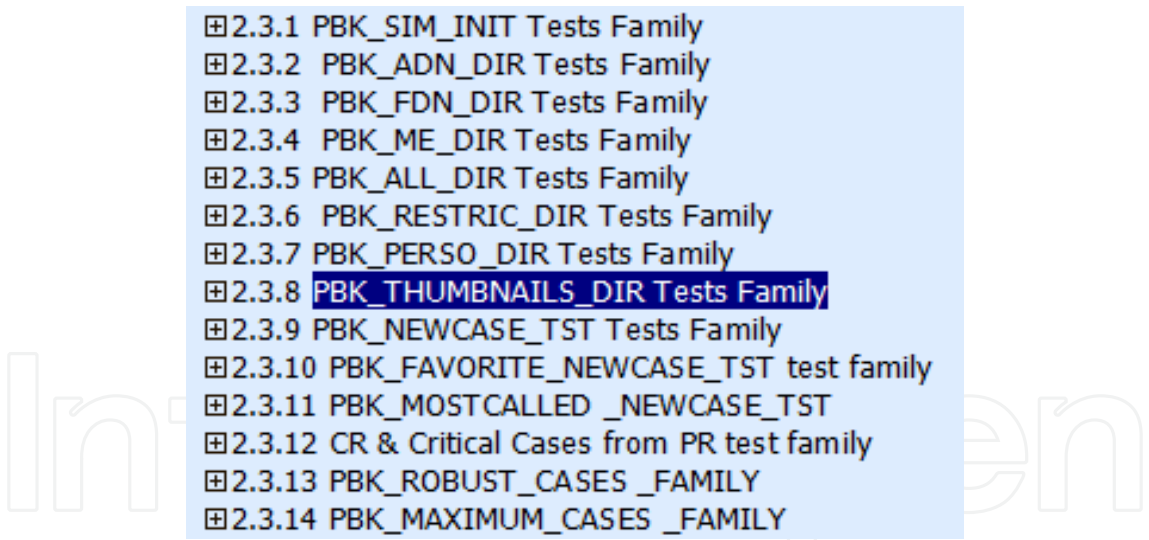 2.3.1 PBK_SIM_INIT Tests Family
2.3.2 PBK_ADN_DIR Tests Family
2.3.3 PBK_FDN_DIR Tests Family
2.3.4 PBK_ME_DIR Tests Family
2.3.5 PBK_ALL_DIR Tests Family
2.3.6 PBK_RESTRIC_DIR Tests Family
2.3.7 PBK_PERSO_DIR Tests Family
2.3.8 PBK_THUMBNAILS_DIR Tests Family
2.3.9 PBK_NEWCASE_TST Tests Family
2.3.10 PBK_FAVORITE_NEWCASE_TST test family
2.3.11 PBK_MOSTCALLED _NEWCASE_TST
2.3.12 CR & Critical Cases from PR test family
2.3.13 PBK_ROBUST_CASES _FAMILY
2.3.14 PBK_MAXIMUM_CASES _FAMILY